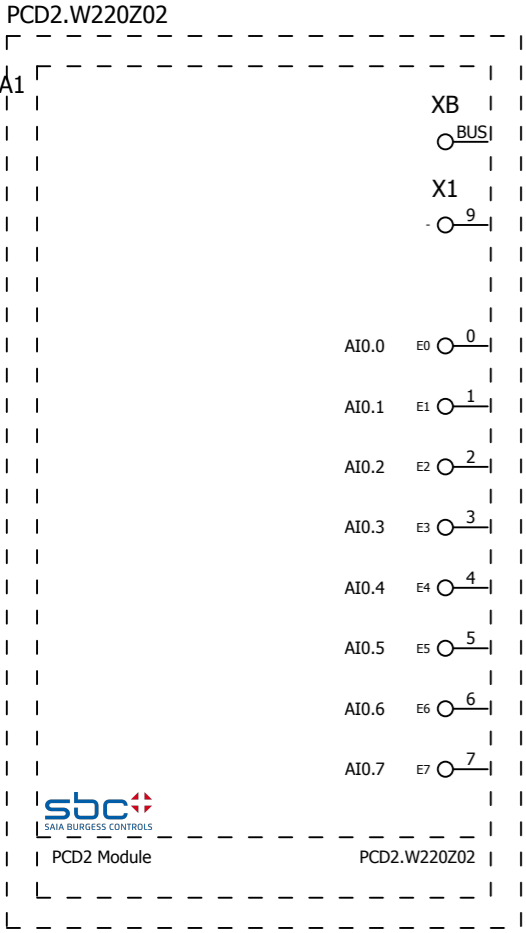 PCD2.W220Z02
A1
XB
BUS
X1
- 9
AI0.0 E0 0
AI0.1 E1 1
AI0.2 E2 2
AI0.3 E3 3
AI0.4 E4 4
AI0.5 E5 5
AI0.6 E6 6
AI0.7 E7 7
sbc
SAIA BURGESS CONTROLS
PCD2 Module PCD2.W220Z02